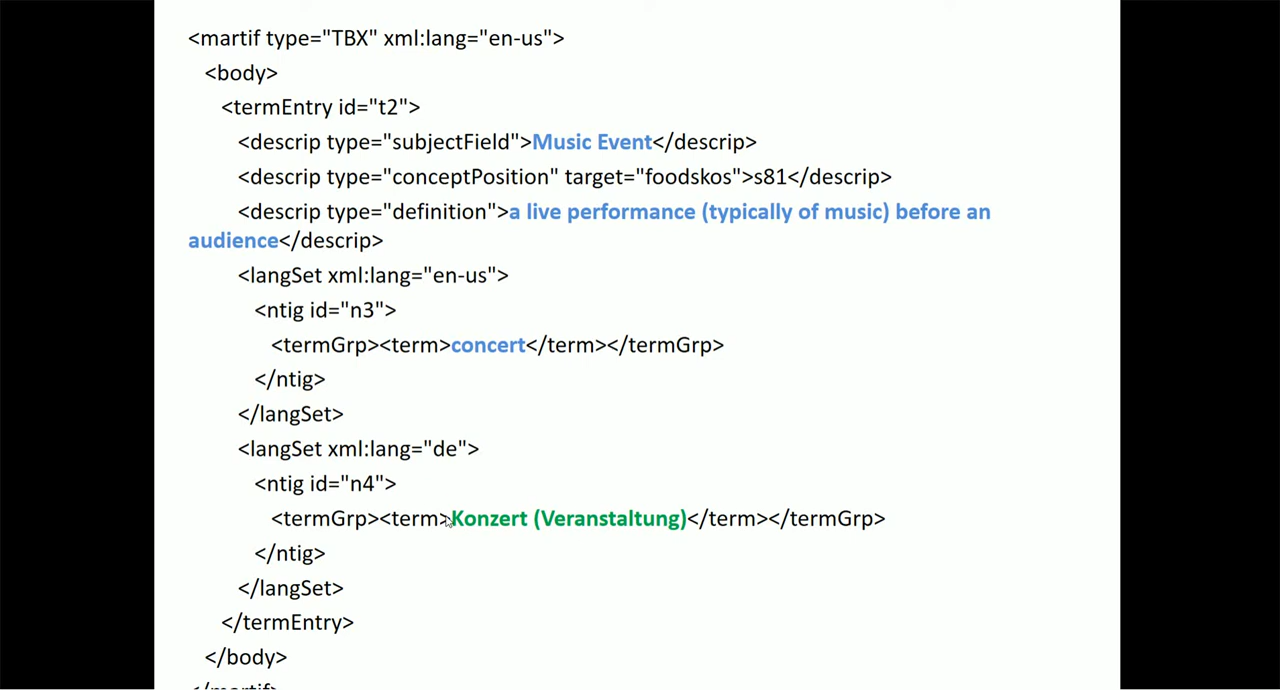 <martif type="TBX" xml:lang="en-us">
<body>
<termEntry id="t2">
<descrip type="subjectField">Music Event</descrip>
<descrip type="conceptPosition" target="foodskos">s81</descrip>
<descrip type="definition">a live performance (typically of music) before an
audience</descrip>
<langSet xml:lang="en-us">
<ntig id="n3">
<termGrp><term>concert</term></termGrp>
</ntig>
</langSet>
<langSet xml:lang="de">
<ntig id="n4">
<termGrp><term>Konzert (Veranstaltung)</term></termGrp>
</ntig>
</langSet>
</termEntry>
</body>
</martif>